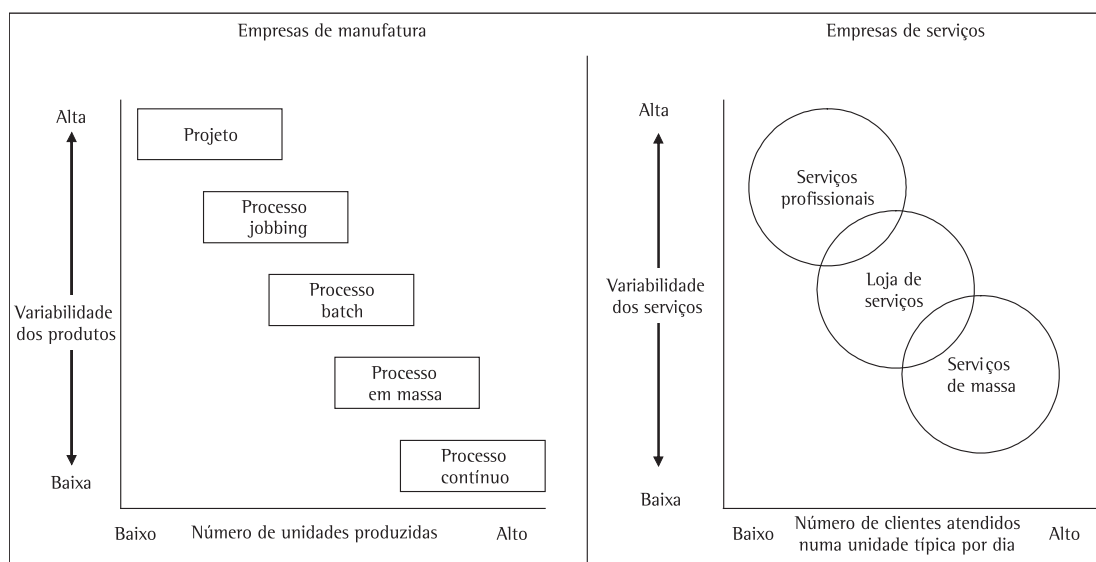 Empresas de manufatura
Alta
Projeto
Processo
jobbing
Processo
batch
Variabilidade
dos produtos
Processo
em massa
Processo
contínuo
Baixa
Baixo
Número de unidades produzidas
Alto
Empresas de serviços
Alta
Serviços
profissionais
Loja de
serviços
Variabilidade
dos serviços
Serviços
de massa
Baixa
Baixo
Número de clientes atendidos
numa unidade típica por dia
Alto